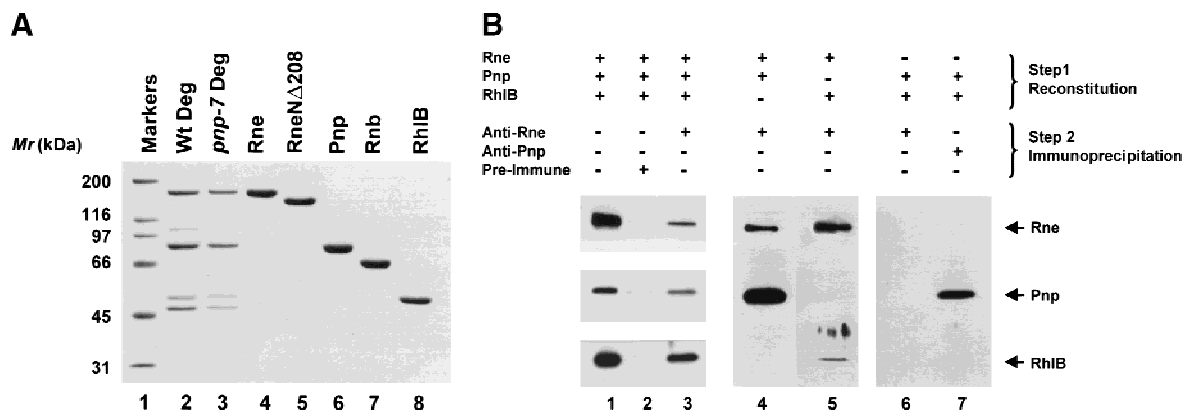 A
B
Mr (kDa)
Markers
Wt Deg
pnp-7 Deg
Rne
RneNΔ208
Pnp
Rnb
RhlB
200
116
97
66
45
31
1 2 3 4 5 6 7 8
Rne + + + + + - -
Pnp + + + + - + +
RhlB + + + - + + +
Step1
Reconstitution
Anti-Rne - - + + + + -
Anti-Pnp - - - - - - +
Pre-Immune - + - - - - -
Step 2
Immunoprecipitation
Rne
Pnp
RhlB
1 2 3 4 5 6 7